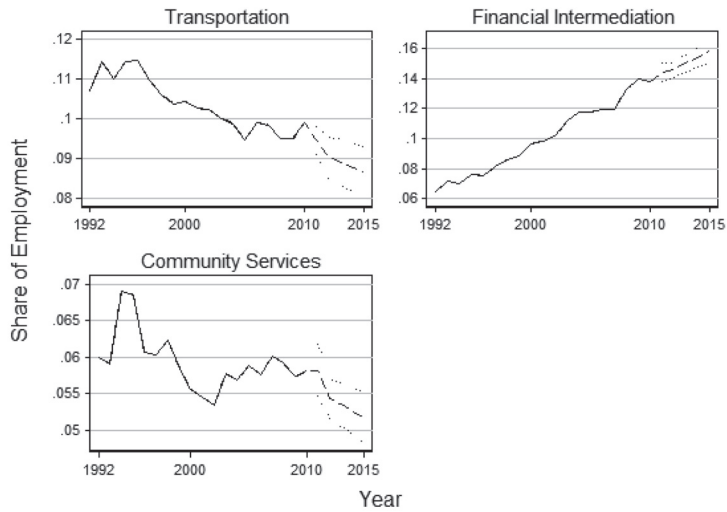 Transportation
.12
.11
.1
.09
.08
1992 2000 2010 2015
Financial Intermediation
.16
.14
.12
.1
.08
.06
1992 2000 2010 2015
Share of Employment
Community Services
.07
.065
.06
.055
.05
1992 2000 2010 2015
Year